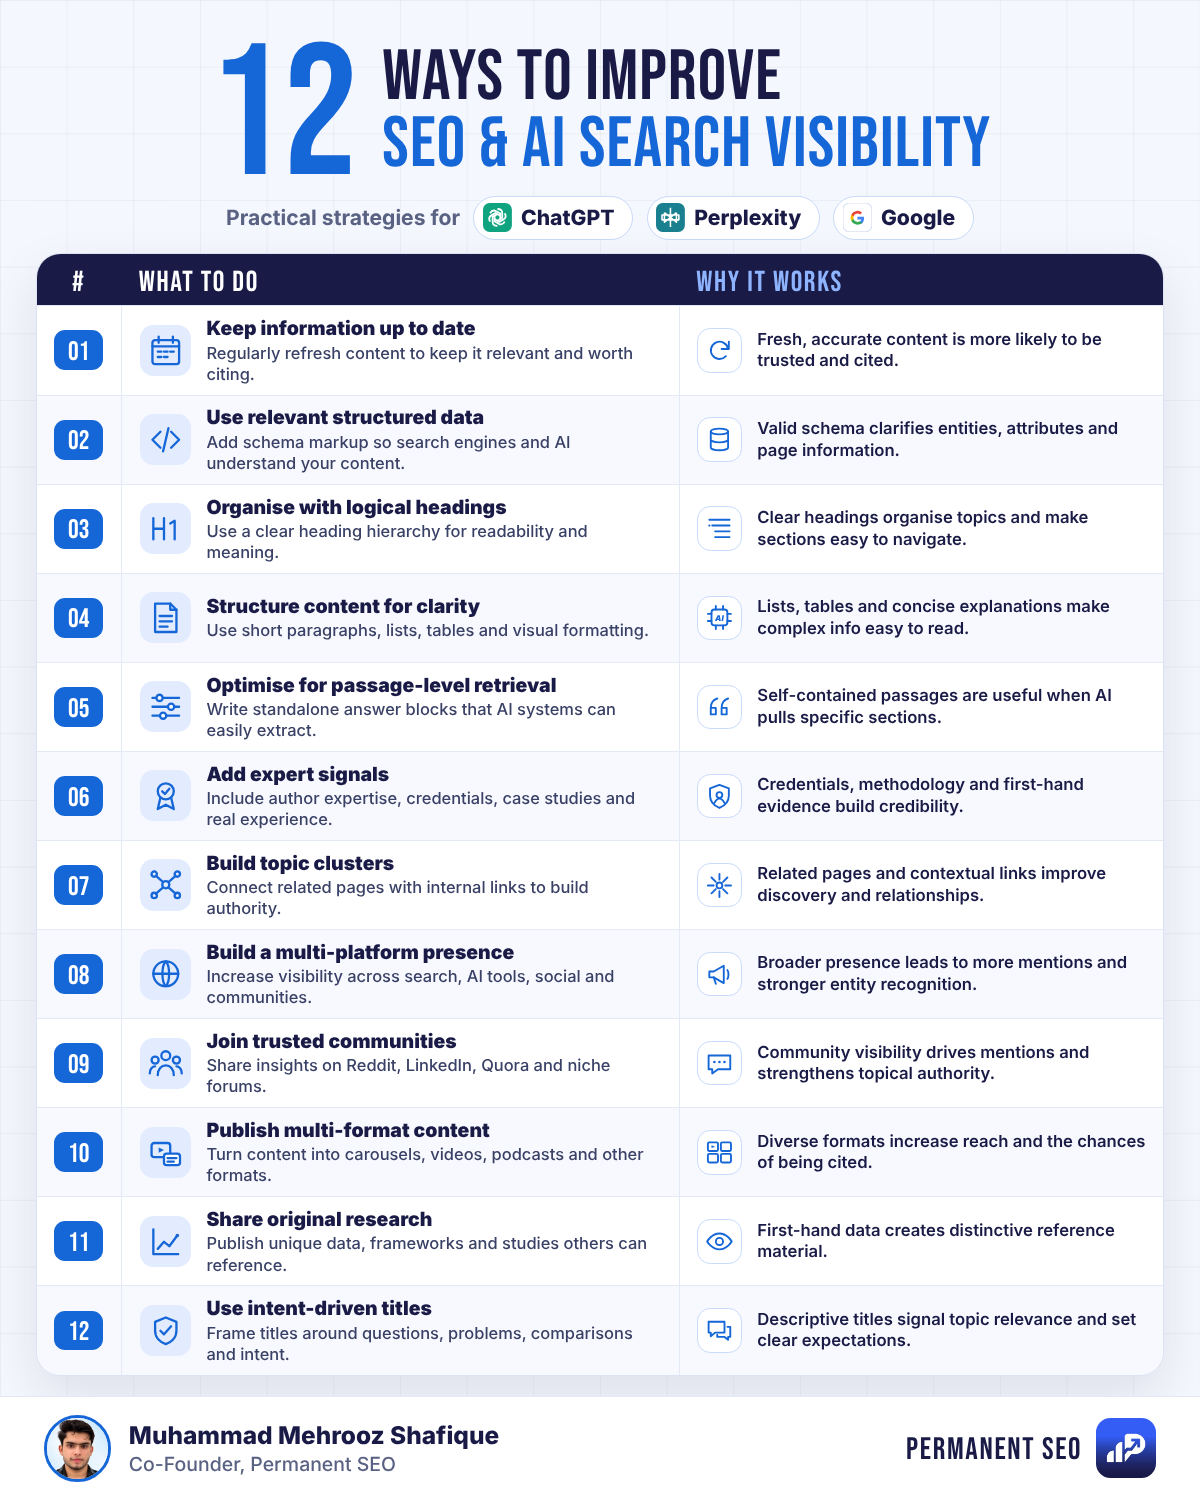 12
WAYS TO IMPROVE
SEO & AI SEARCH VISIBILITY
Practical strategies for ChatGPT Perplexity Google
# WHAT TO DO WHY IT WORKS
01
Keep information up to date
Regularly refresh content to keep it relevant and worth
citing.
Fresh, accurate content is more likely to be
trusted and cited.
02
Use relevant structured data
Add schema markup so search engines and AI
understand your content.
Valid schema clarifies entities, attributes and
page information.
03
H1
Organise with logical headings
Use a clear heading hierarchy for readability and
meaning.
Clear headings organise topics and make
sections easy to navigate.
04
Structure content for clarity
Use short paragraphs, lists, tables and visual formatting.
AI
Lists, tables and concise explanations make
complex info easy to read.
05
Optimise for passage-level retrieval
Write standalone answer blocks that AI systems can
easily extract.
Self-contained passages are useful when AI
pulls specific sections.
06
Add expert signals
Include author expertise, credentials, case studies and
real experience.
Credentials, methodology and first-hand
evidence build credibility.
07
Build topic clusters
Connect related pages with internal links to build
authority.
Related pages and contextual links improve
discovery and relationships.
08
Build a multi-platform presence
Increase visibility across search, AI tools, social and
communities.
Broader presence leads to more mentions and
stronger entity recognition.
09
Join trusted communities
Share insights on Reddit, LinkedIn, Quora and niche
forums.
Community visibility drives mentions and
strengthens topical authority.
10
Publish multi-format content
Turn content into carousels, videos, podcasts and other
formats.
Diverse formats increase reach and the chances
of being cited.
11
Share original research
Publish unique data, frameworks and studies others can
reference.
First-hand data creates distinctive reference
material.
12
Use intent-driven titles
Frame titles around questions, problems, comparisons
and intent.
Descriptive titles signal topic relevance and set
clear expectations.
Muhammad Mehrooz Shafique
Co-Founder, Permanent SEO
PERMANENT SEO